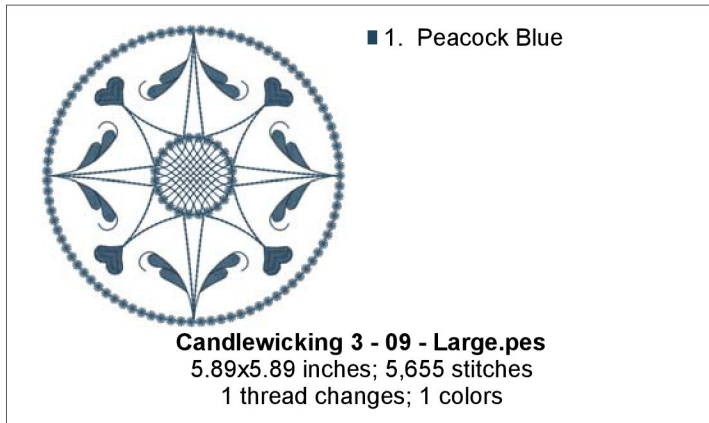 1. Peacock Blue
Candlewicking 3 - 09 - Large.pes
5.89x5.89 inches; 5,655 stitches
1 thread changes; 1 colors